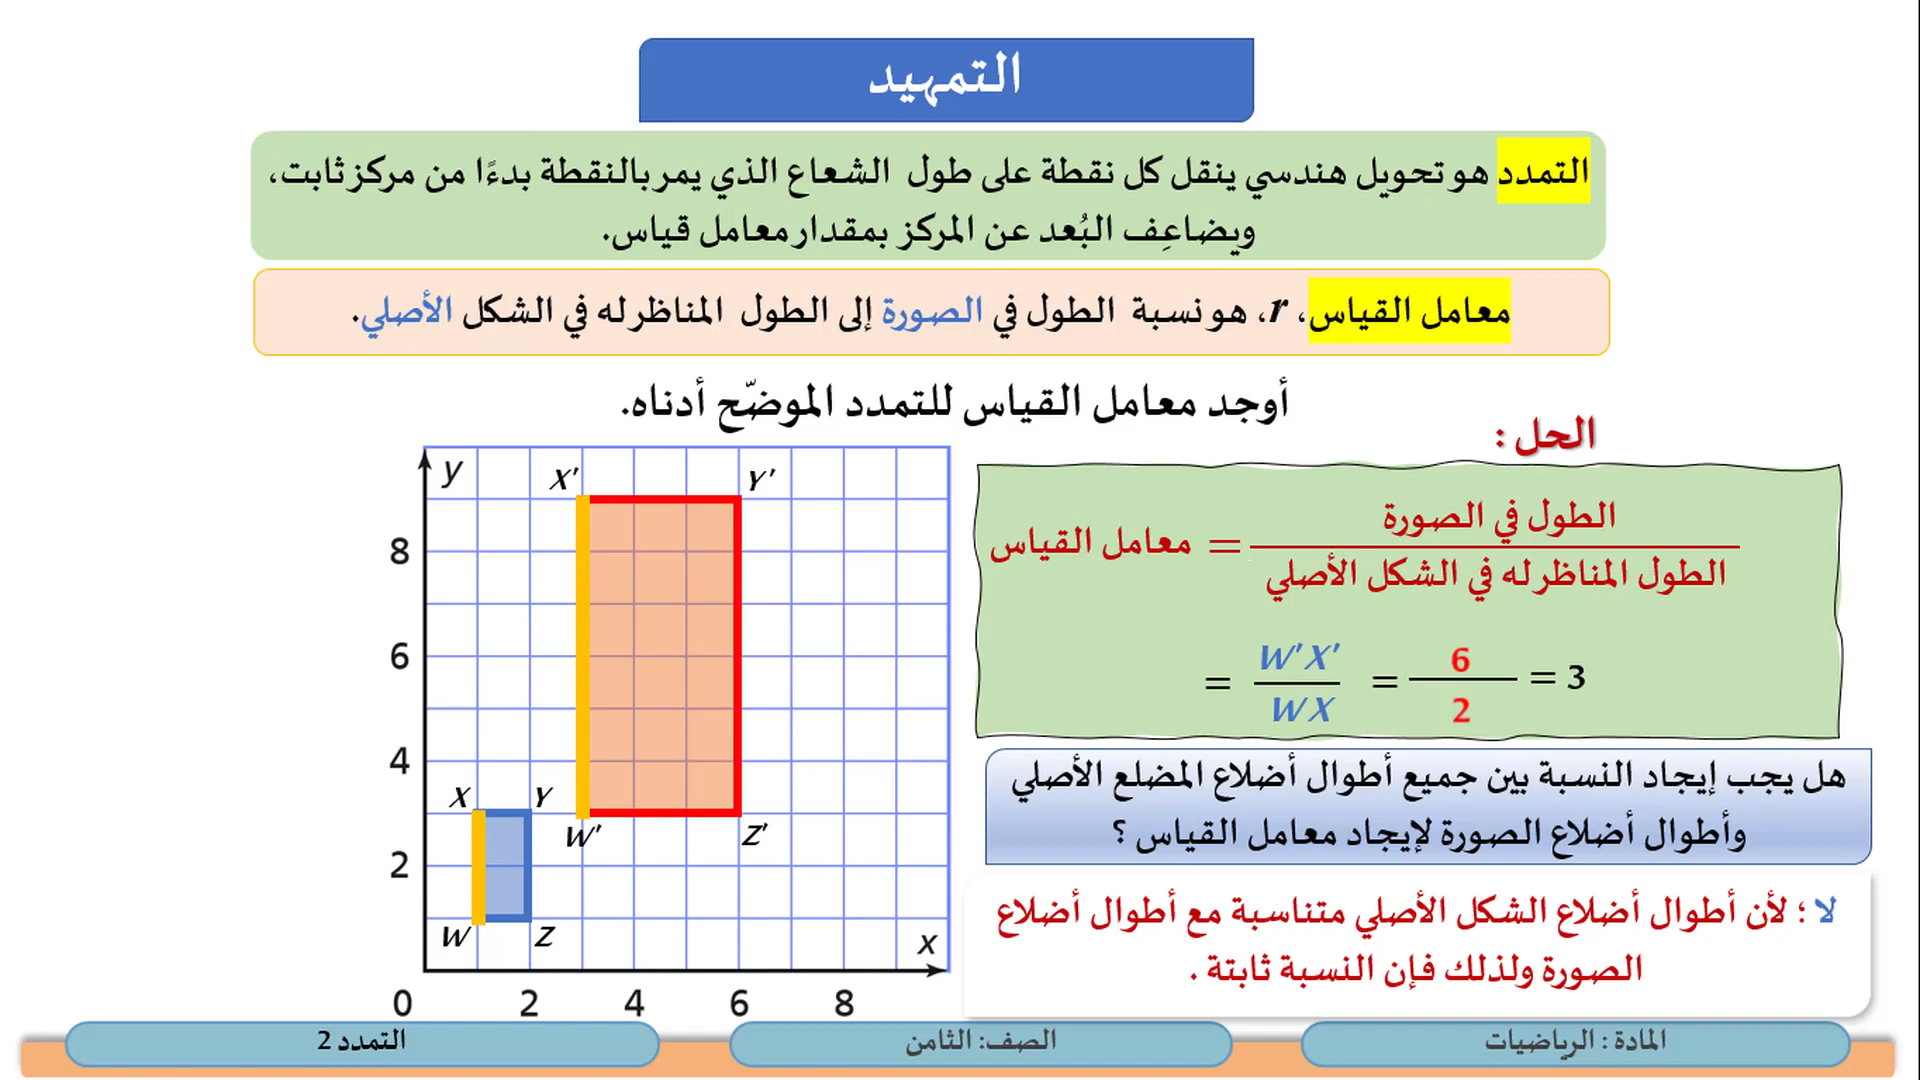 التمهيد
التمدد هو تحويل هندسي ينقل كل نقطة على طول الشعاع الذي يمر بالنقطة بدءًا من مركز ثابت،
ويضاعِف البُعد عن المركز بمقدار معامل قياس.
معامل القياس، r، هو نسبة الطول في الصورة إلى الطول المناظر له في الشكل الأصلي.
أوجد معامل القياس للتمدد الموضّح أدناه.
الحل :
معامل القياس = الطول في الصورة
الطول المناظر له في الشكل الأصلي
= W'X' = 6 = 3
WX 2
هل يجب إيجاد النسبة بين جميع أطوال أضلاع المضلع الأصلي
وأطوال أضلاع الصورة لإيجاد معامل القياس ؟
لا ؛ لأن أطوال أضلاع الشكل الأصلي متناسبة مع أطوال أضلاع
الصورة ولذلك فإن النسبة ثابتة .
y
X' Y'
8
6
4
X Y
W' Z'
2
W Z
x
0 2 4 6 8
المادة : الرياضيات
الصف: الثامن
التمدد 2